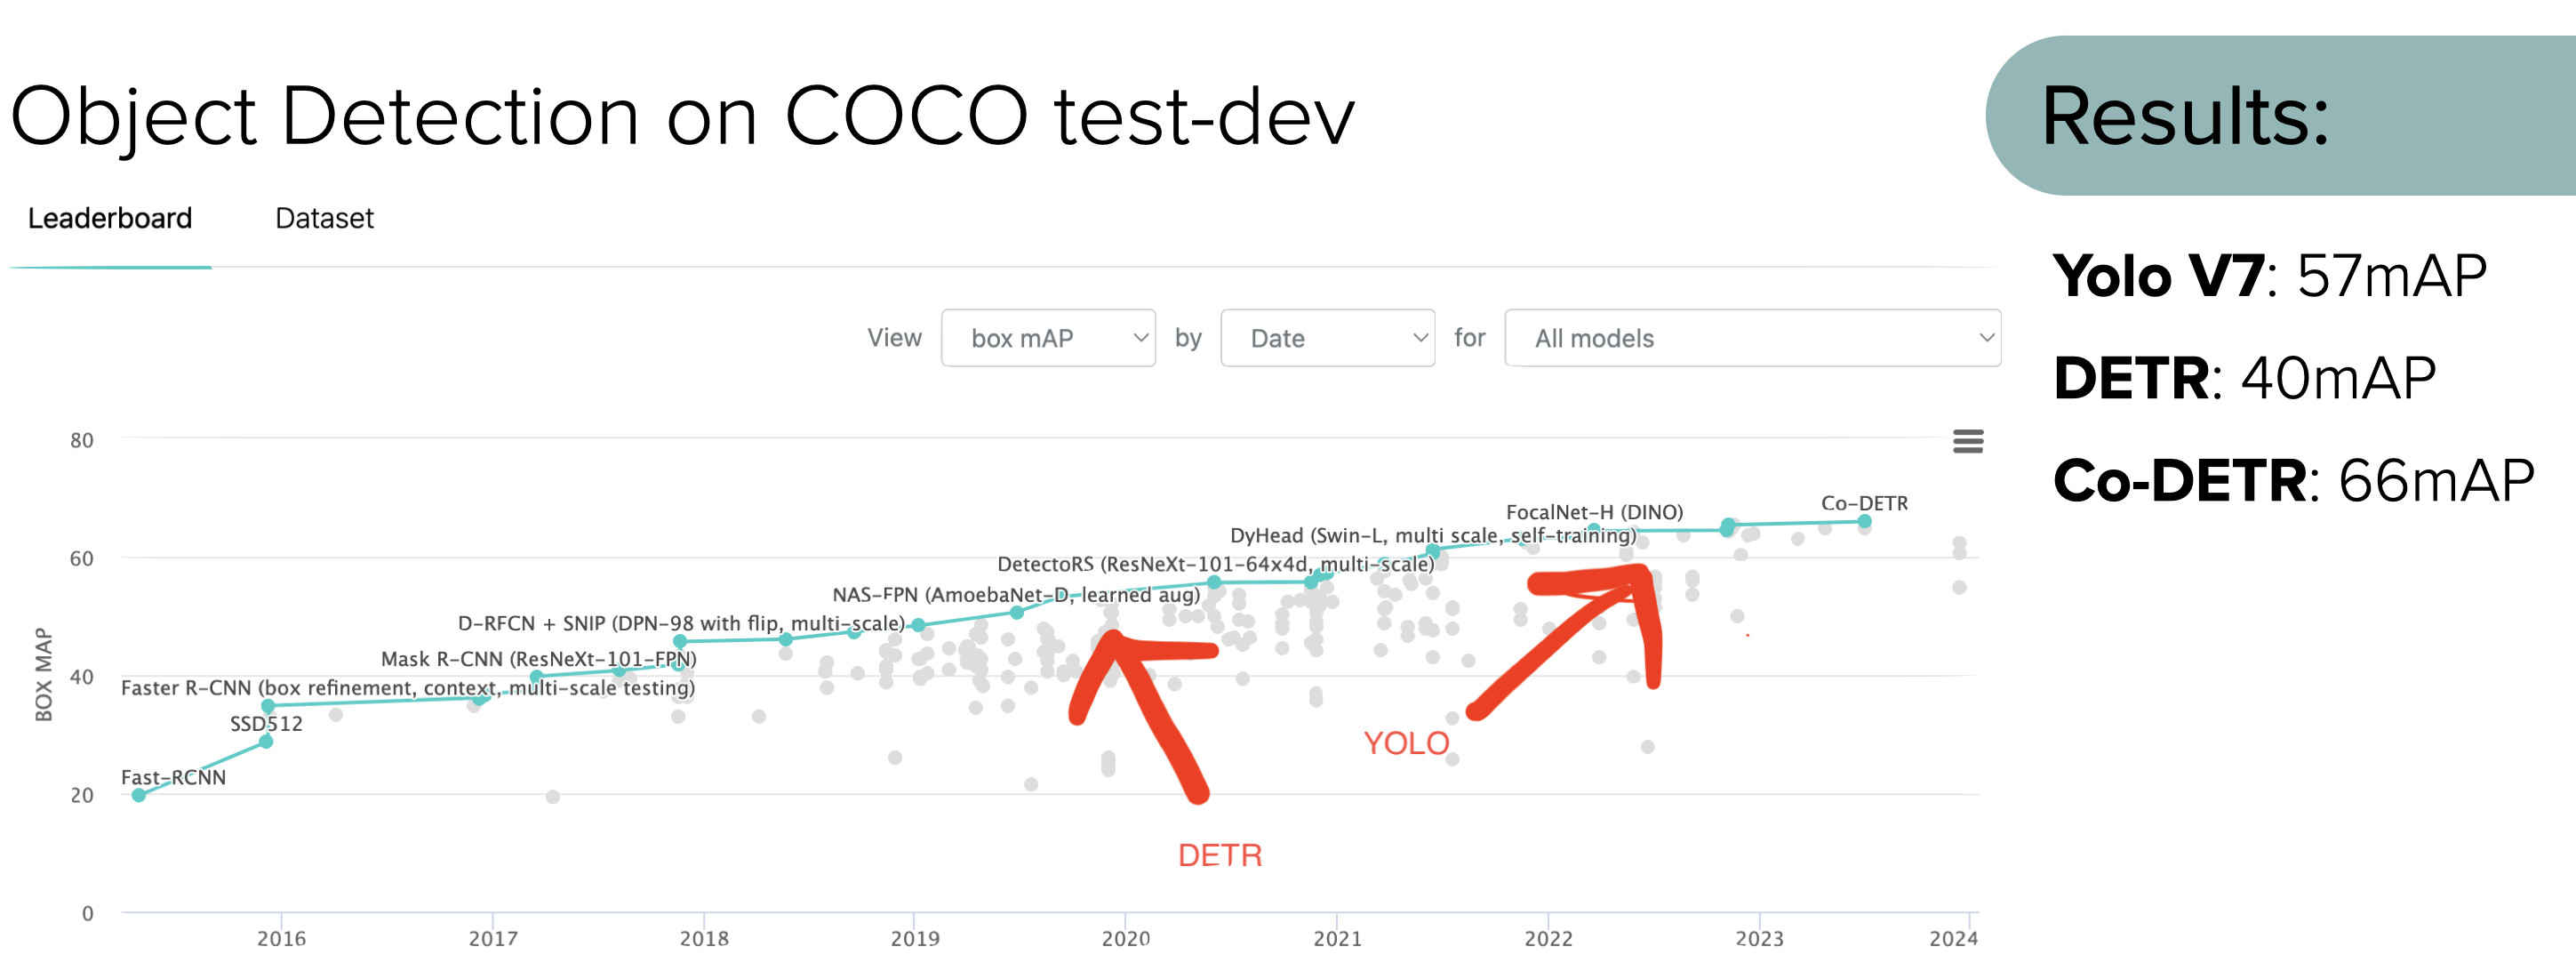 Object Detection on COCO test-dev
Results:
Leaderboard
Dataset
Yolo V7: 57mAP
DETR: 40mAP
Co-DETR: 66mAP
View box mAP by Date for All models
80
60
40
20
0
BOX MAP
Fast-RCNN
SSD512
Faster R-CNN (box refinement, context, multi-scale testing)
Mask R-CNN (ResNeXt-101-FPN)
D-RFCN + SNIP (DPN-98 with flip, multi-scale)
NAS-FPN (AmoebaNet-D, learned aug)
DetectoRS (ResNeXt-101-64x4d, multi-scale)
DyHead (Swin-L, multi scale, self-training)
FocalNet-H (DINO)
Co-DETR
YOLO
DETR
2016
2017
2018
2019
2020
2021
2022
2023
2024